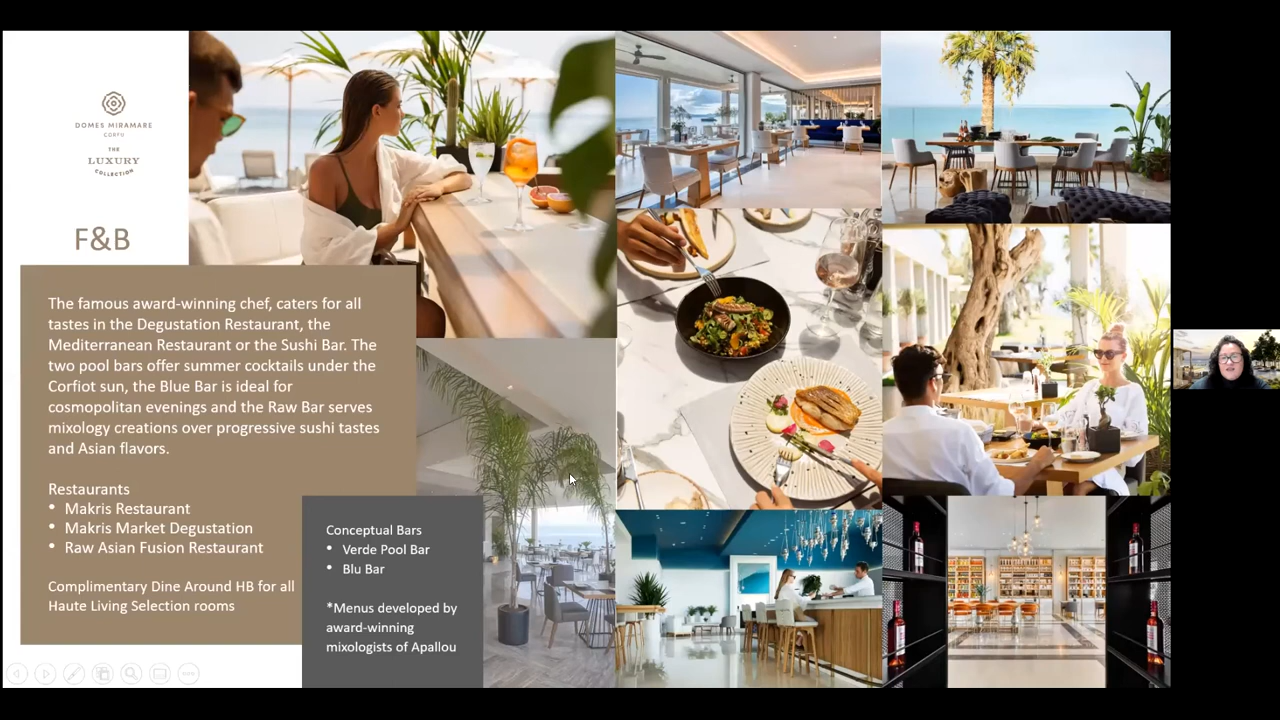 DOMES MIRAMARE
CORFU
THE
LUXURY
COLLECTION
F&B
The famous award-winning chef, caters for all
tastes in the Degustation Restaurant, the
Mediterranean Restaurant or the Sushi Bar. The
two pool bars offer summer cocktails under the
Corfiot sun, the Blue Bar is ideal for
cosmopolitan evenings and the Raw Bar serves
mixology creations over progressive sushi tastes
and Asian flavors.
Restaurants
• Makris Restaurant
• Makris Market Degustation
• Raw Asian Fusion Restaurant
Complimentary Dine Around HB for all
Haute Living Selection rooms
Conceptual Bars
• Verde Pool Bar
• Blu Bar
*Menus developed by
award-winning
mixologists of Apallou